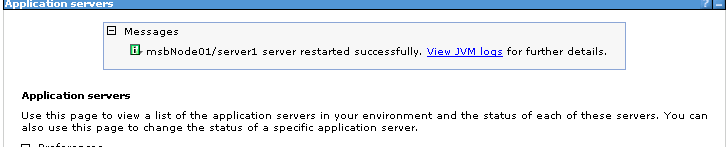 Application servers
Messages
msbNode01/server1 server restarted successfully. View JVM logs for further details.
Application servers
Use this page to view a list of the application servers in your environment and the status of each of these servers. You can
also use this page to change the status of a specific application server.
Preferences